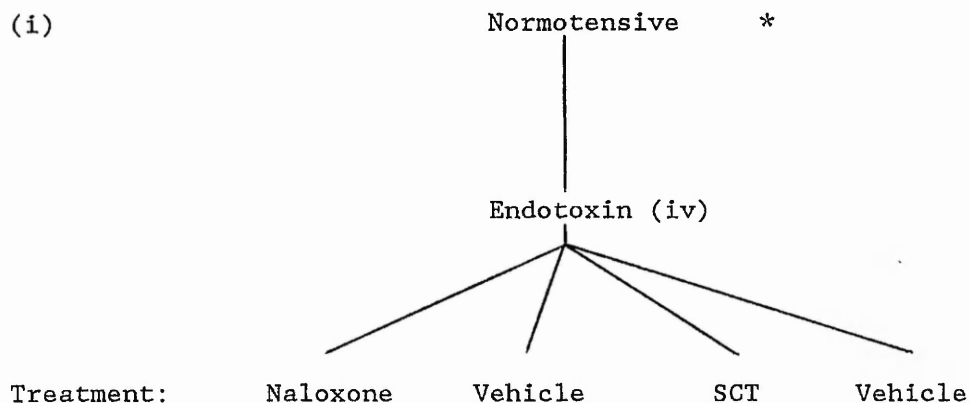 (i) Normotensive *
Endotoxin (iv)
Treatment: Naloxone Vehicle SCT Vehicle